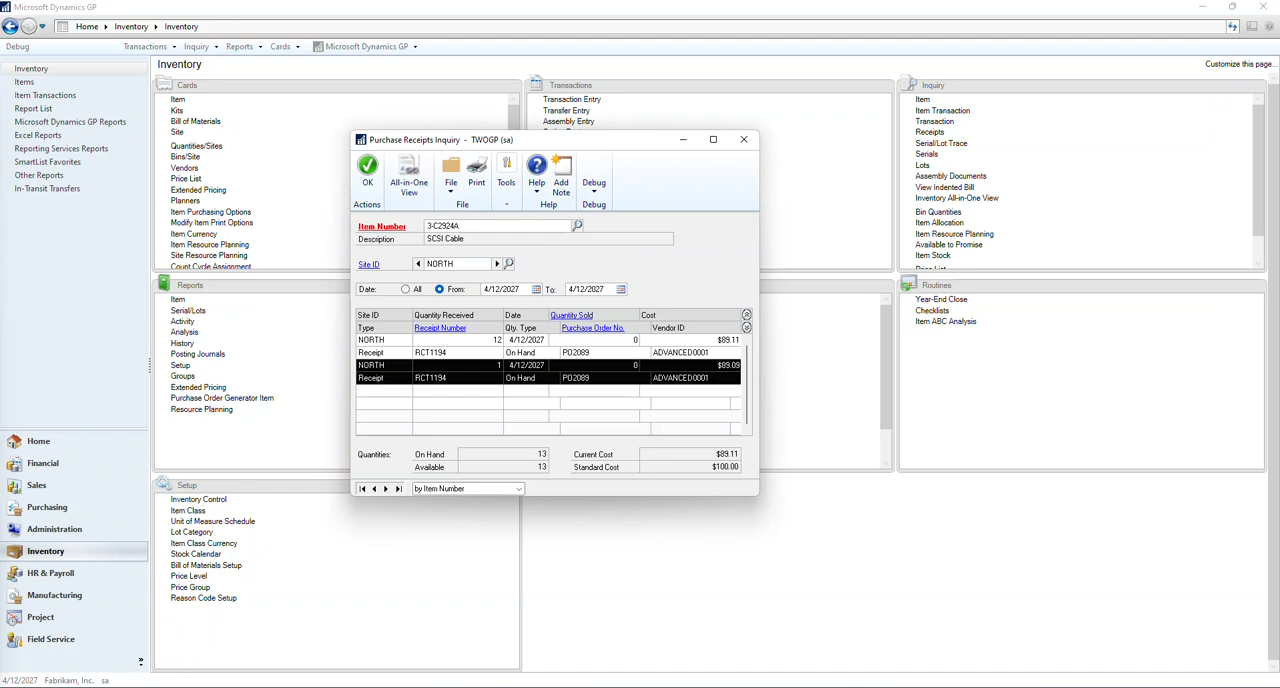 Microsoft Dynamics GP
Home Inventory Inventory
Debug Transactions Inquiry Reports Cards Microsoft Dynamics GP
Inventory
Items
Item Transactions
Report List
Microsoft Dynamics GP Reports
Excel Reports
Reporting Services Reports
SmartList Favorites
Other Reports
In-Transit Transfers
Home
Financial
Sales
Purchasing
Administration
Inventory
HR & Payroll
Manufacturing
Project
Field Service
Inventory
Customize this page...
Cards
Item
Kits
Bill of Materials
Site
Quantities/Sites
Bins/Site
Vendors
Price List
Extended Pricing
Planners
Item Purchasing Options
Modify Item Print Options
Item Currency
Item Resource Planning
Site Resource Planning
Count Cycle Assignment
Transactions
Transaction Entry
Transfer Entry
Assembly Entry
Inquiry
Item
Item Transaction
Transaction
Receipts
Serial/Lot Trace
Serials
Lots
Assembly Documents
View Indented Bill
Inventory All-in-One View
Bin Quantities
Item Allocation
Item Resource Planning
Available to Promise
Item Stock
Price List
Reports
Item
Serial/Lots
Activity
Analysis
History
Posting Journals
Setup
Groups
Extended Pricing
Purchase Order Generator Item
Resource Planning
Routines
Year-End Close
Checklists
Item ABC Analysis
Setup
Inventory Control
Item Class
Unit of Measure Schedule
Lot Category
Item Class Currency
Stock Calendar
Bill of Materials Setup
Price Level
Price Group
Reason Code Setup
Purchase Receipts Inquiry - TWOGP (sa)
OK
All-in-One View
File
Print
Tools
Help
Add Note
Debug
Actions File Help Debug
Item Number 3-C2924A
Description SCSI Cable
Site ID NORTH
Date: All From: 4/12/2027 To: 4/12/2027
Site ID Quantity Received Date Quantity Sold Cost
Type Receipt Number Qty. Type Purchase Order No. Vendor ID
NORTH 12 4/12/2027 0 $89.11
Receipt RCT1194 On Hand PO2089 ADVANCED0001
NORTH 1 4/12/2027 0 $89.09
Receipt RCT1194 On Hand PO2089 ADVANCED0001
Quantities: On Hand 13 Current Cost $89.11
Available 13 Standard Cost $100.00
by Item Number
4/12/2027 Fabrikam, Inc. sa